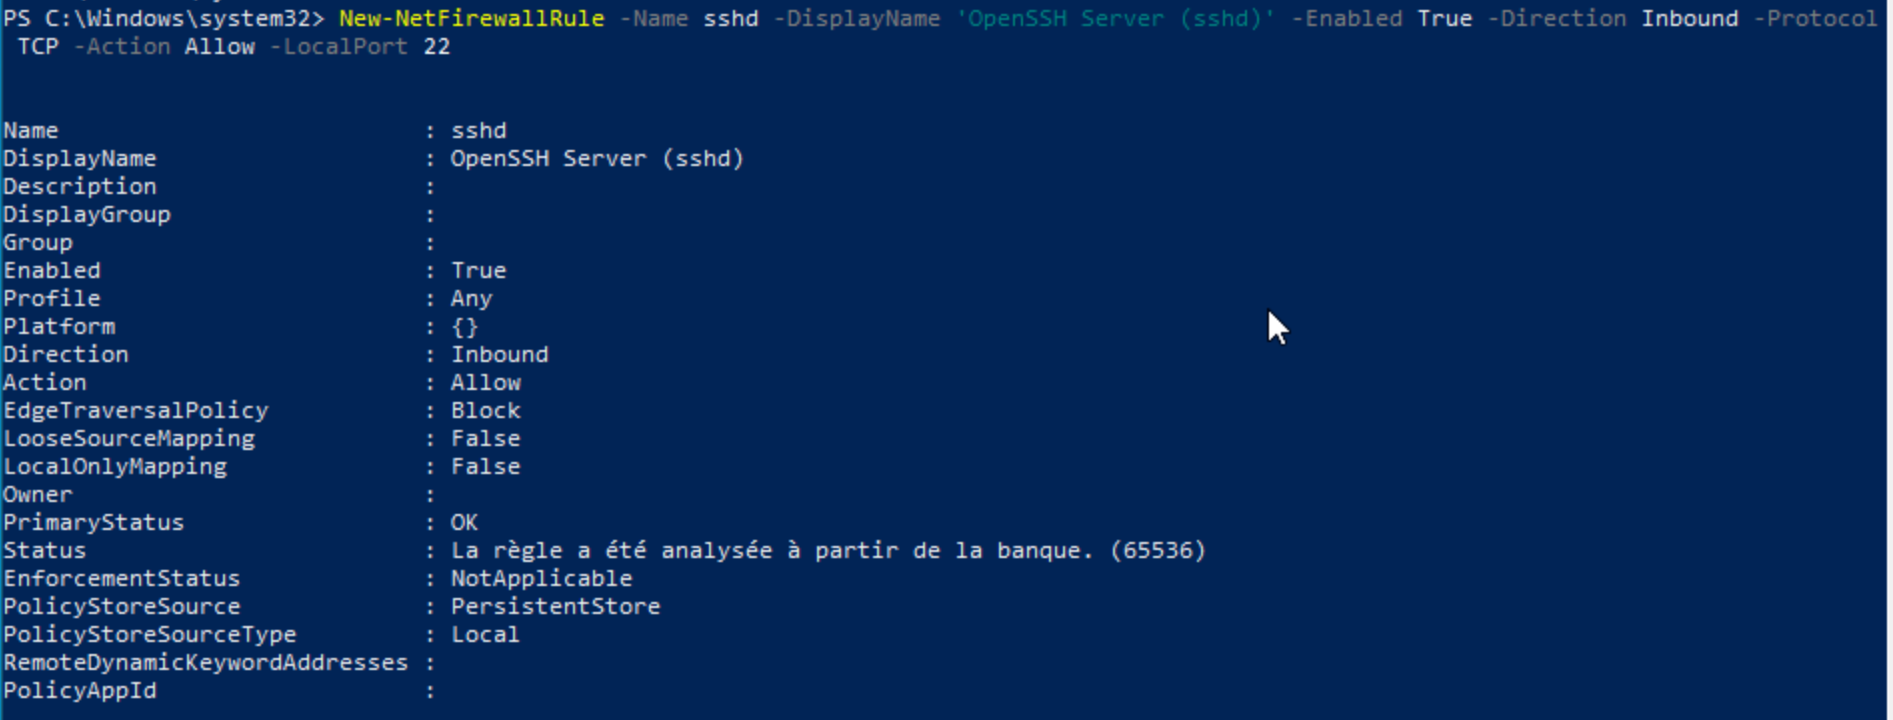 PS C:\Windows\system32> New-NetFirewallRule -Name sshd -DisplayName 'OpenSSH Server (sshd)' -Enabled True -Direction Inbound -Protocol
TCP -Action Allow -LocalPort 22
Name : sshd
DisplayName : OpenSSH Server (sshd)
Description :
DisplayGroup :
Group :
Enabled : True
Profile : Any
Platform : {}
Direction : Inbound
Action : Allow
EdgeTraversalPolicy : Block
LooseSourceMapping : False
LocalOnlyMapping : False
Owner :
PrimaryStatus : OK
Status : La règle a été analysée à partir de la banque. (65536)
EnforcementStatus : NotApplicable
PolicyStoreSource : PersistentStore
PolicyStoreSourceType : Local
RemoteDynamicKeywordAddresses :
PolicyAppId :